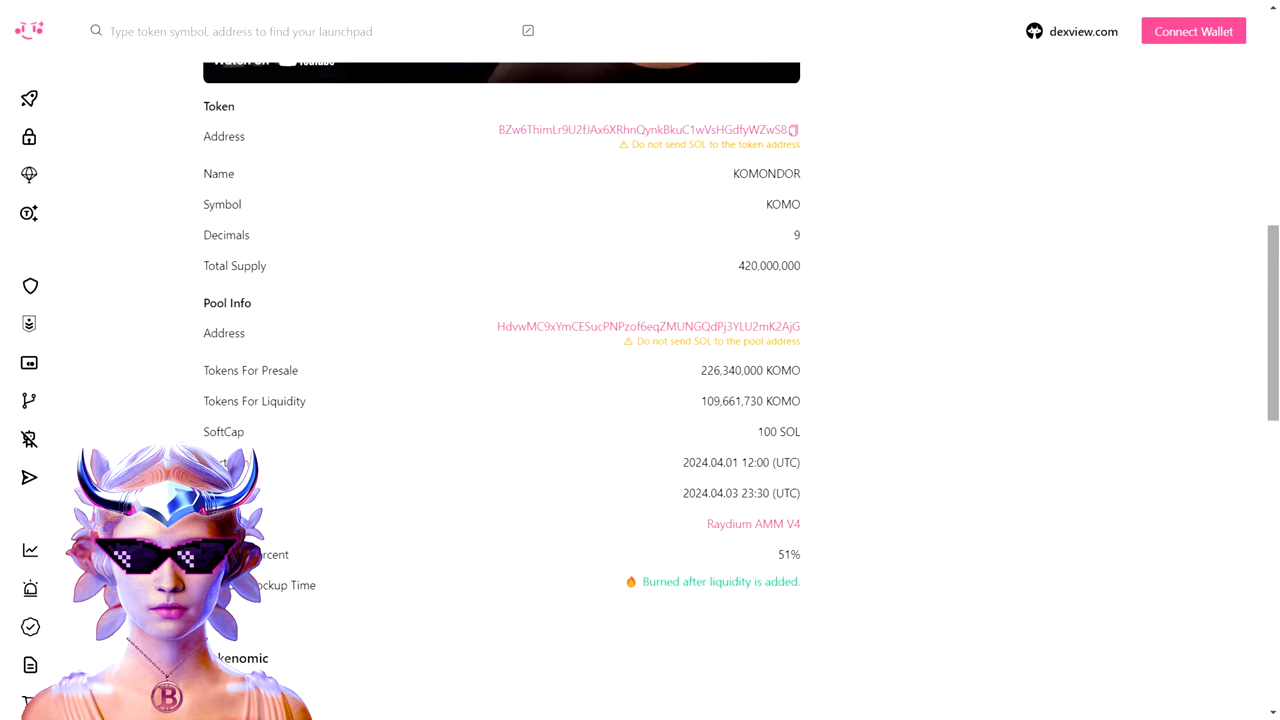 Type token symbol, address to find your launchpad
dexview.com
Connect Wallet
Token
Address
BZw6ThimLr9U2fJAx6XRhnQynkBkuC1wVsHGdfyWZwS8
⚠ Do not send SOL to the token address
Name
KOMONDOR
Symbol
KOMO
Decimals
9
Total Supply
420,000,000
Pool Info
Address
HdvwMC9xYmCESucPNPzof6eqZMUNGQdPj3YLU2mK2AjG
⚠ Do not send SOL to the pool address
Tokens For Presale
226,340,000 KOMO
Tokens For Liquidity
109,661,730 KOMO
SoftCap
100 SOL
2024.04.01 12:00 (UTC)
2024.04.03 23:30 (UTC)
Raydium AMM V4
51%
ockup Time
🔥 Burned after liquidity is added.
kenomic
B